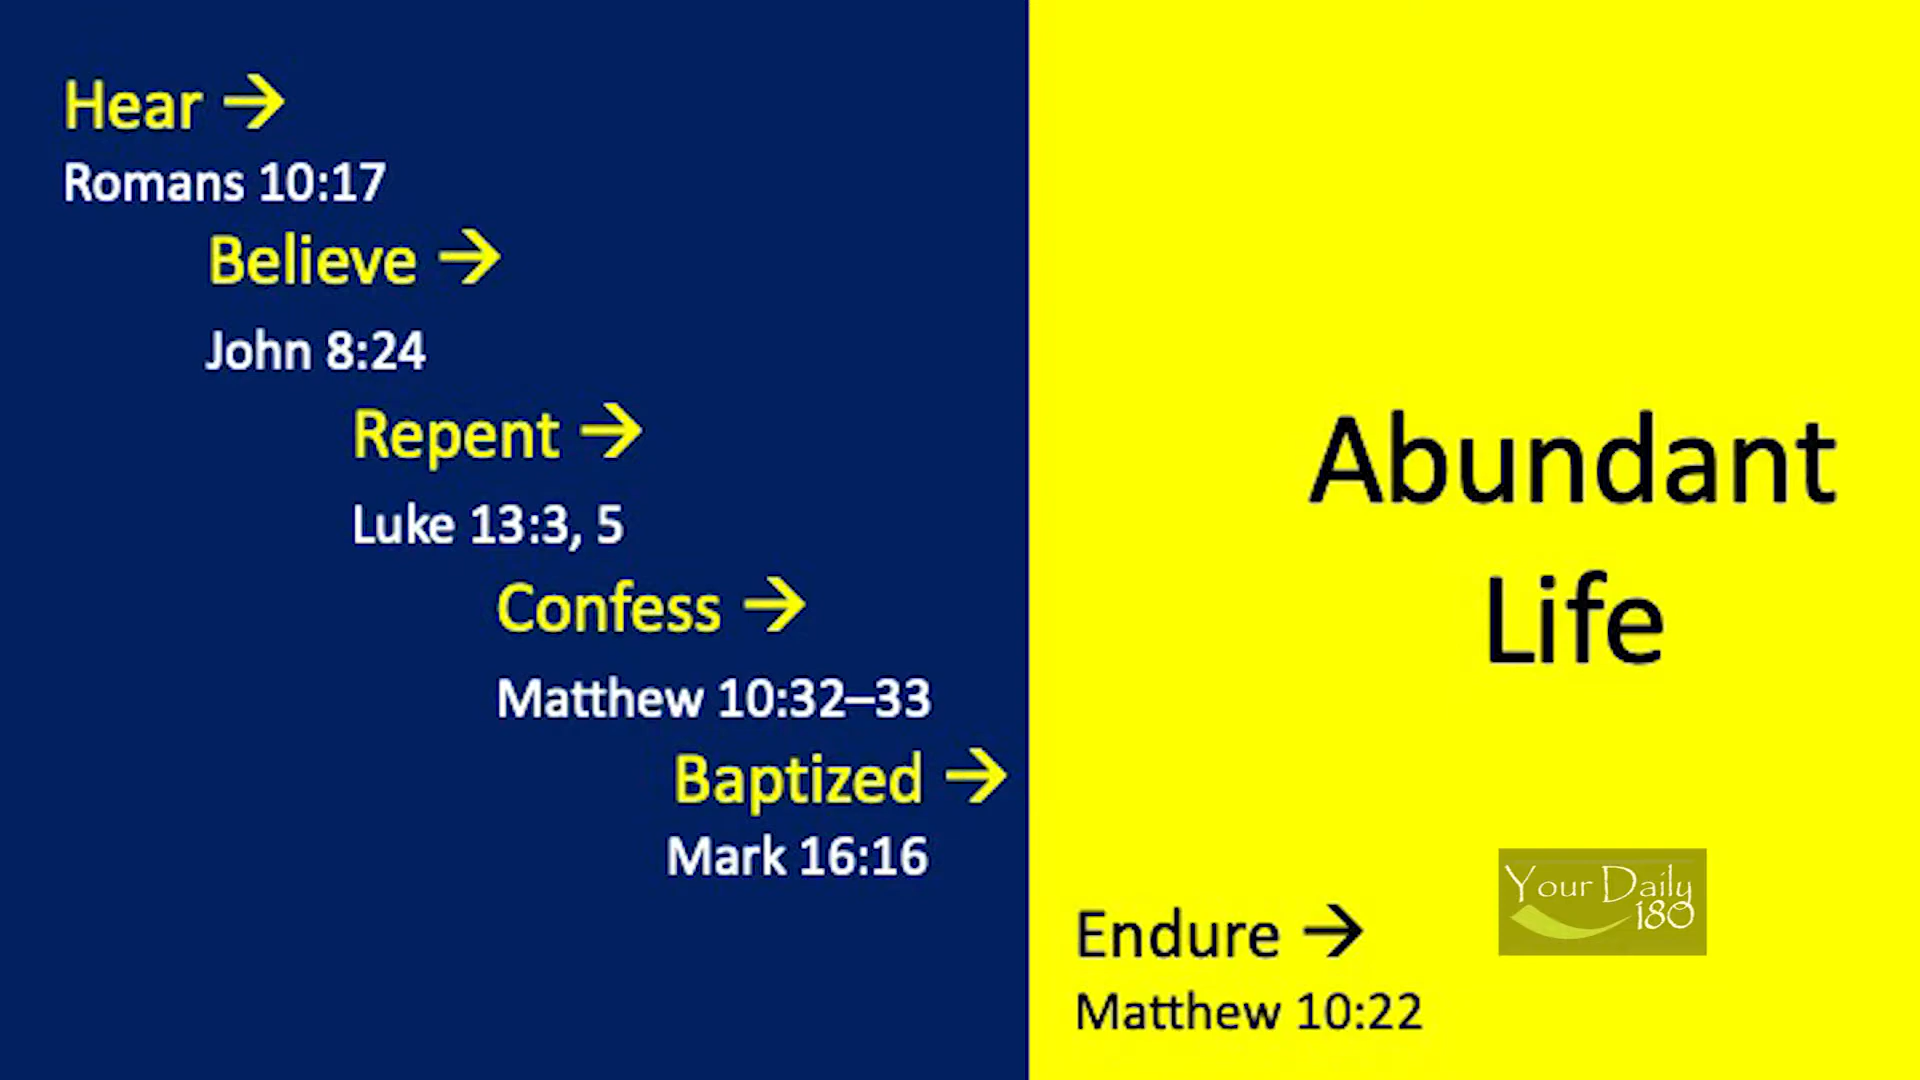 Hear →
Romans 10:17
Believe →
John 8:24
Repent →
Luke 13:3, 5
Confess →
Matthew 10:32–33
Baptized →
Mark 16:16
Abundant
Life
Your Daily
180
Endure →
Matthew 10:22